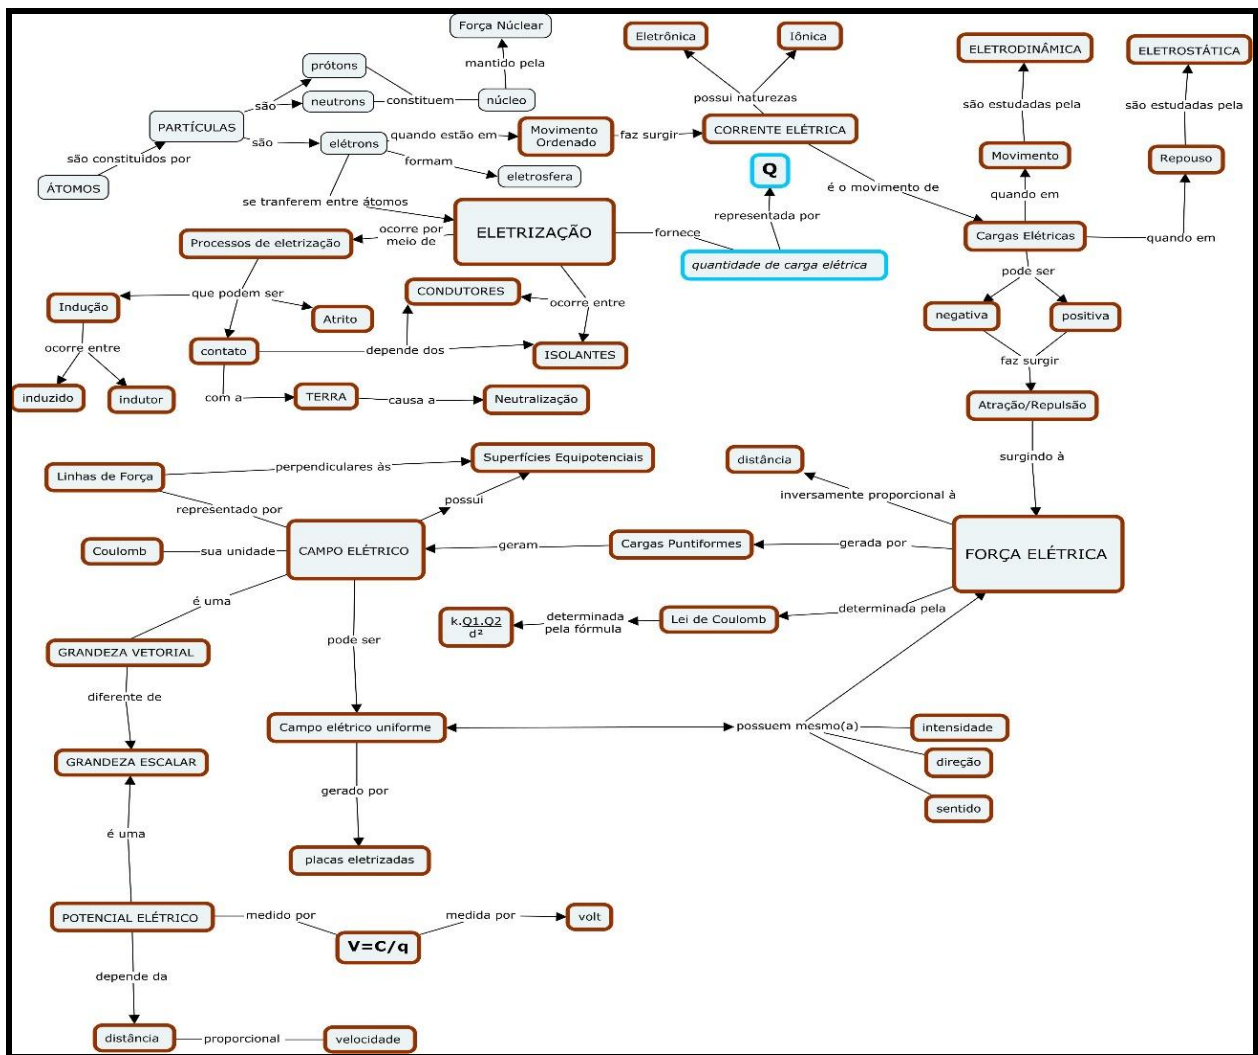 Força Núclear
Eletrônica
Iônica
ELETRODINÂMICA
ELETROSTÁTICA
prótons
mantido pela
são
neutrons
constituem
núcleo
possui naturezas
são estudadas pela
são estudadas pela
PARTÍCULAS
são
elétrons
quando estão em
Movimento
Ordenado
faz surgir
CORRENTE ELÉTRICA
são constituidos por
formam
eletrosfera
Q
Movimento
Repouso
ÁTOMOS
é o movimento de
quando em
se tranferem entre átomos
representada por
Processos de eletrização
ocorre por
meio de
ELETRIZAÇÃO
fornece
Cargas Elétricas
quando em
quantidade de carga elétrica
pode ser
Indução
que podem ser
Atrito
CONDUTORES
ocorre entre
negativa
positiva
ocorre entre
contato
depende dos
ISOLANTES
faz surgir
induzido
indutor
com a
TERRA
causa a
Neutralização
Atração/Repulsão
Linhas de Força
perpendiculares às
Superfícies Equipotenciais
distância
surgindo à
possui
inversamente proporcional à
representado por
Coulomb
sua unidade
CAMPO ELÉTRICO
geram
Cargas Puntiformes
gerada por
FORÇA ELÉTRICA
é uma
k.Q1.Q2
d²
determinada
pela fórmula
Lei de Coulomb
determinada pela
pode ser
GRANDEZA VETORIAL
diferente de
Campo elétrico uniforme
possuem mesmo(a)
intensidade
GRANDEZA ESCALAR
direção
gerado por
sentido
é uma
placas eletrizadas
POTENCIAL ELÉTRICO
medido por
V=C/q
medida por
volt
depende da
distância
proporcional
velocidade